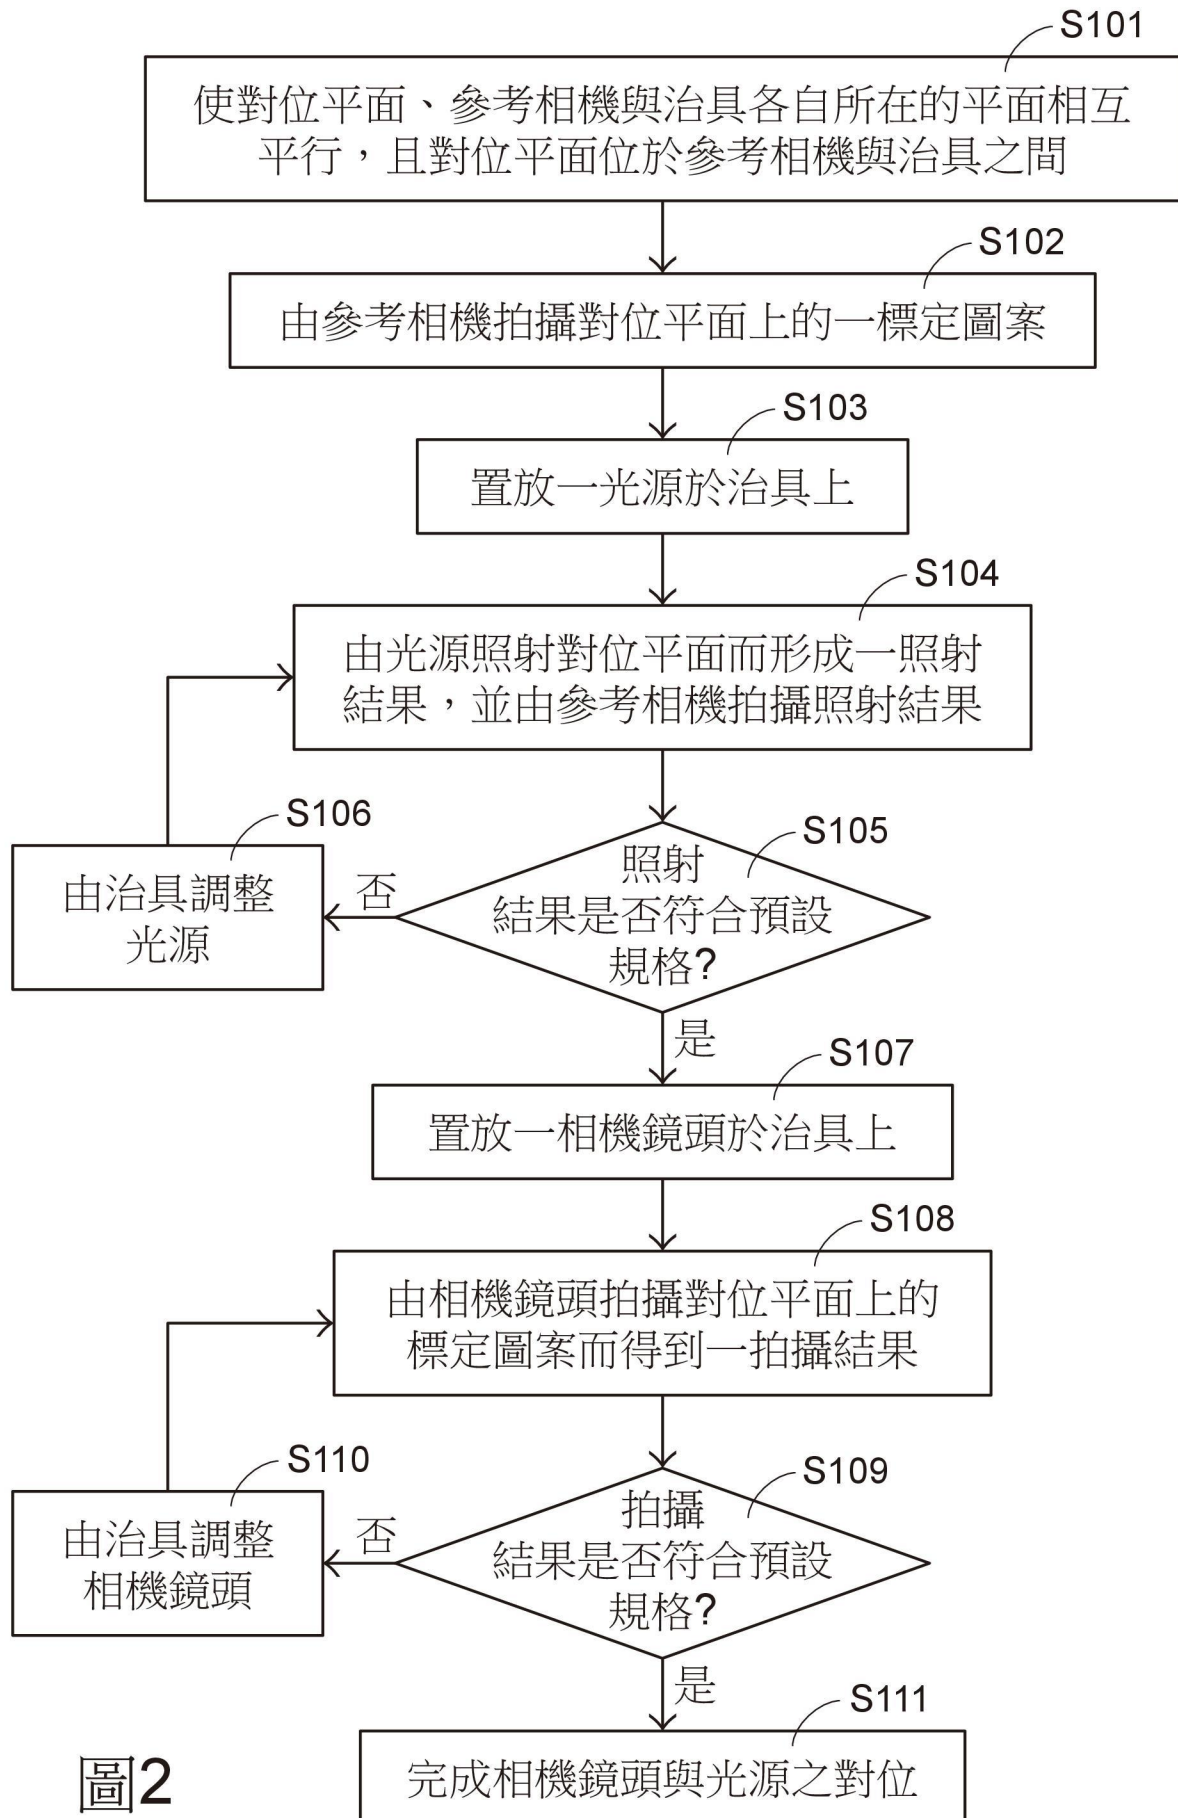 S101
使對位平面、參考相機與治具各自所在的平面相互
平行，且對位平面位於參考相機與治具之間
S102
由參考相機拍攝對位平面上的一標定圖案
S103
置放一光源於治具上
S104
由光源照射對位平面而形成一照射
結果，並由參考相機拍攝照射結果
S106
由治具調整
光源
否
S105
照射
結果是否符合預設
規格?
是
S107
置放一相機鏡頭於治具上
S108
由相機鏡頭拍攝對位平面上的
標定圖案而得到一拍攝結果
S110
由治具調整
相機鏡頭
否
S109
拍攝
結果是否符合預設
規格?
是
S111
完成相機鏡頭與光源之對位
圖2